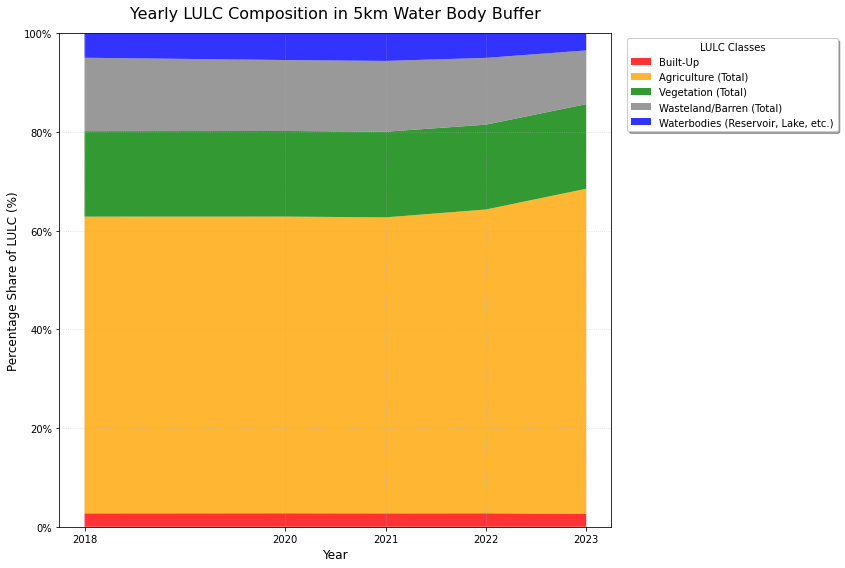 Yearly LULC Composition in 5km Water Body Buffer
100%
80%
60%
40%
20%
0%
Percentage Share of LULC (%)
2018
2020
2021
2022
2023
Year
LULC Classes
Built-Up
Agriculture (Total)
Vegetation (Total)
Wasteland/Barren (Total)
Waterbodies (Reservoir, Lake, etc.)